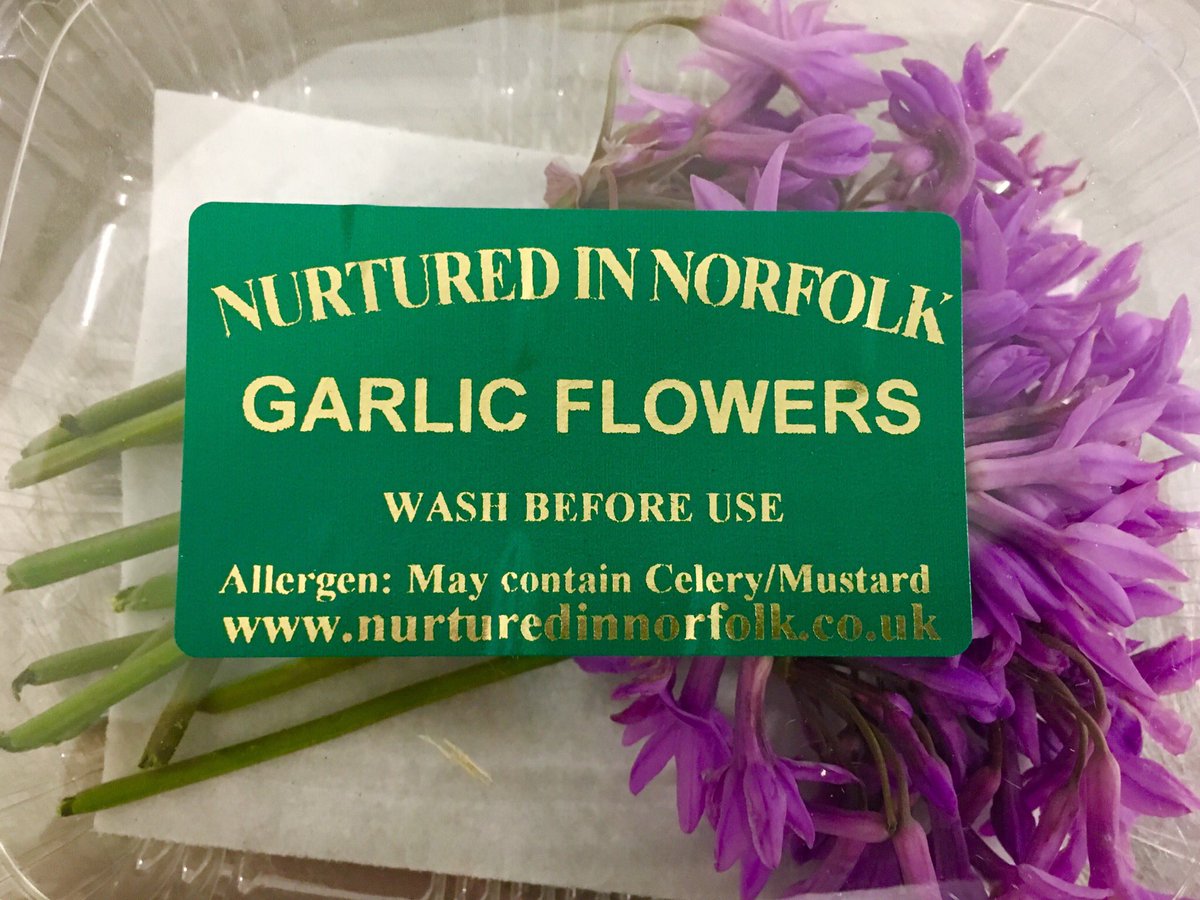 NURTURED IN NORFOLK
GARLIC FLOWERS
WASH BEFORE USE
Allergen: May contain Celery/Mustard
www.nurturedinnorfolk.co.uk